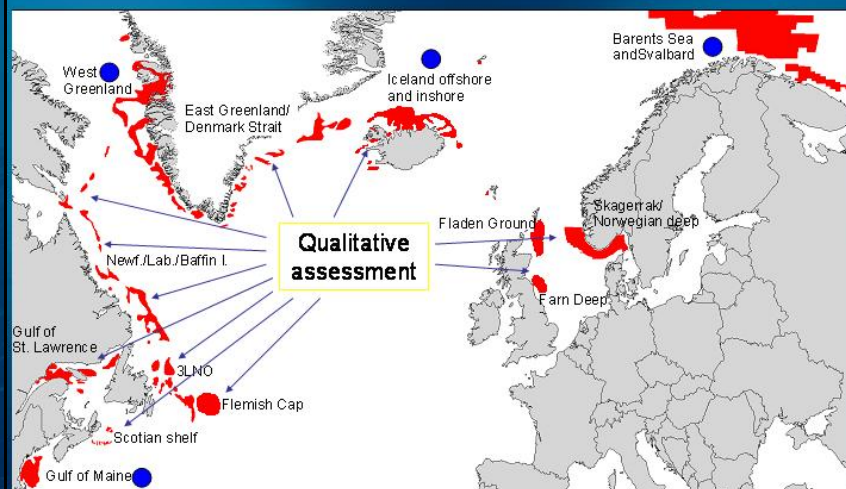 West
Greenland
East Greenland/
Denmark Strait
Iceland offshore
and inshore
Barents Sea
andSvalbard
Qualitative
assessment
Fladen Ground
Skagerrak/
Norwegian deep
Newf./Lab./Baffin I.
Farn Deep
Gulf of
St. Lawrence
3LNO
Flemish Cap
Scotian shelf
Gulf of Maine